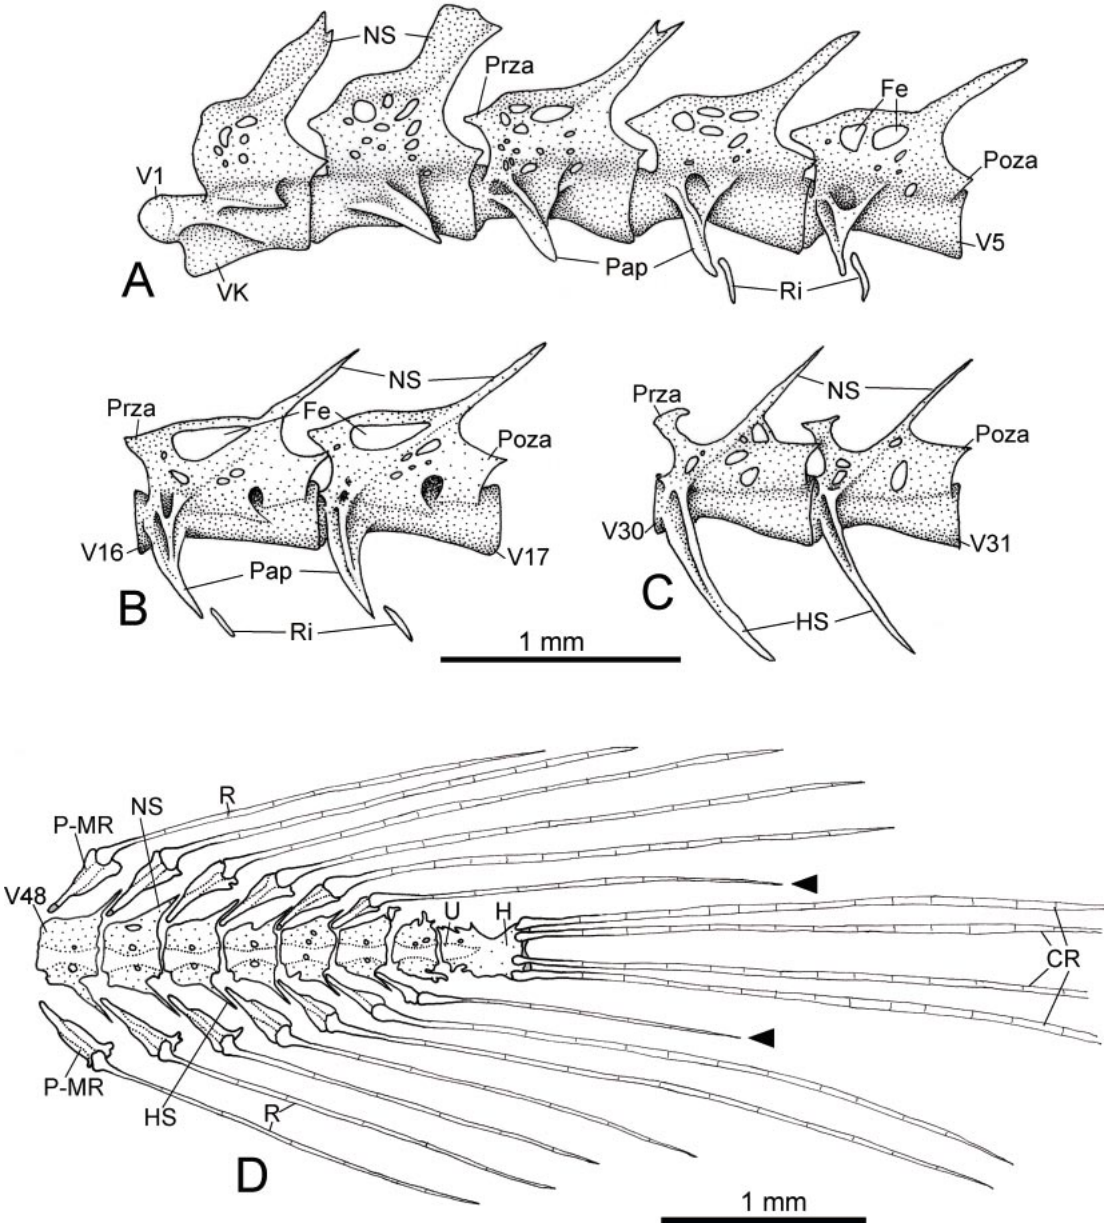 NS
Prza
Fe
V1
Poza
A
VK
Pap
Ri
V5
NS
Prza
Fe
Poza
V16
V17
B
Pap
Ri
NS
Prza
Poza
V30
V31
C
HS
1 mm
R
NS
P-MR
V48
U
H
CR
P-MR
HS
R
D
1 mm